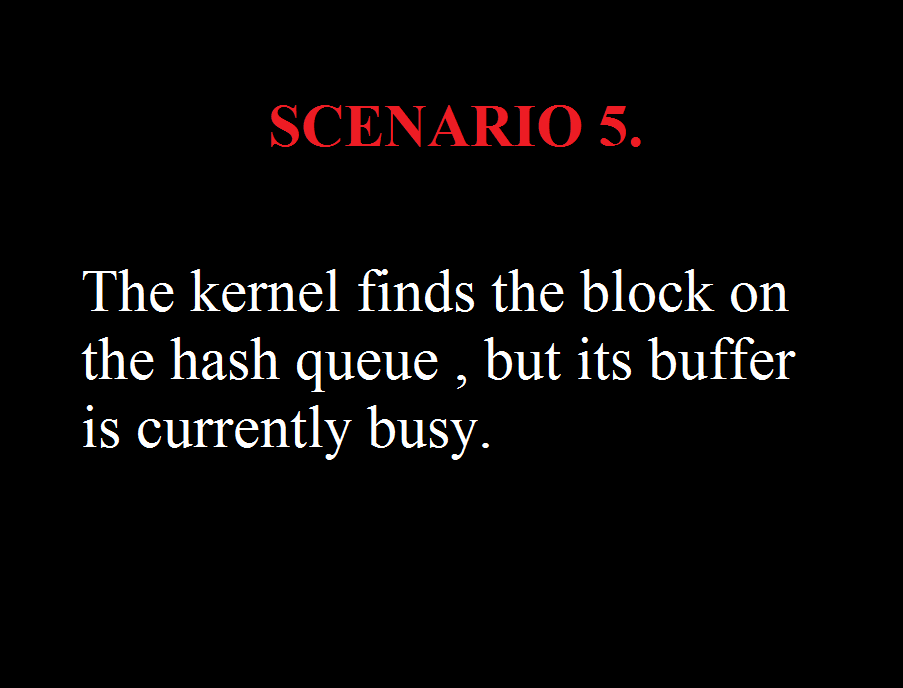 SCENARIO 5.
The kernel finds the block on
the hash queue , but its buffer
is currently busy.